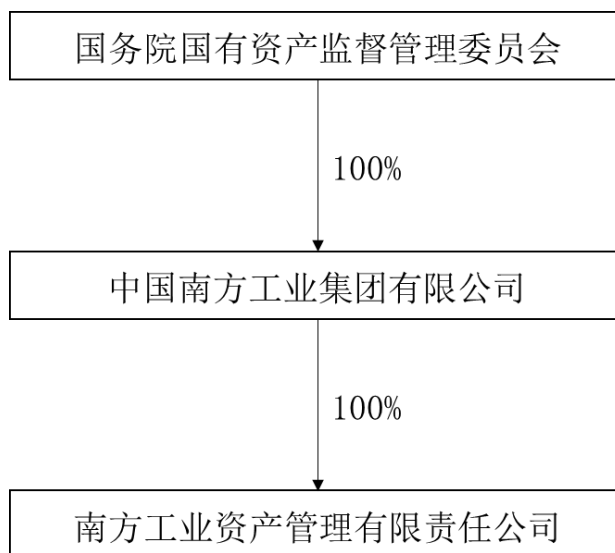 国务院国有资产监督管理委员会
100%
中国南方工业集团有限公司
100%
南方工业资产管理有限责任公司